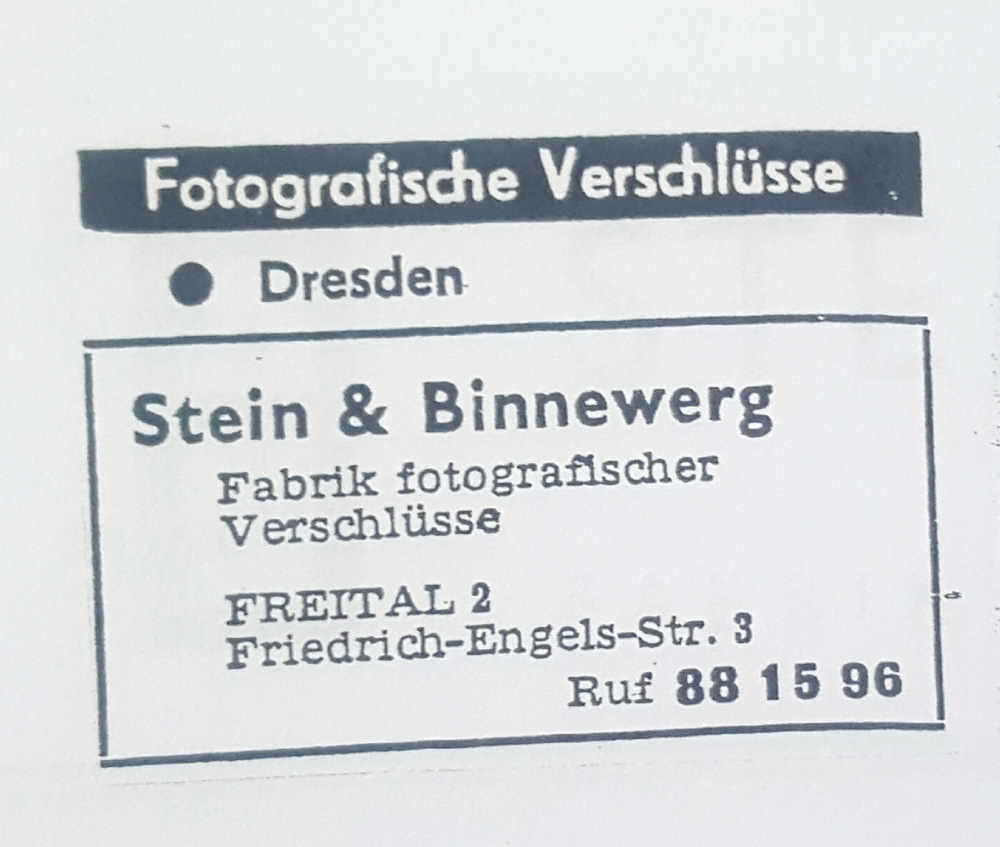 Fotografische Verschlüsse
● Dresden
Stein & Binnewerg
Fabrik fotografischer
Verschlüsse
FREITAL 2
Friedrich-Engels-Str. 3
Ruf 88 15 96